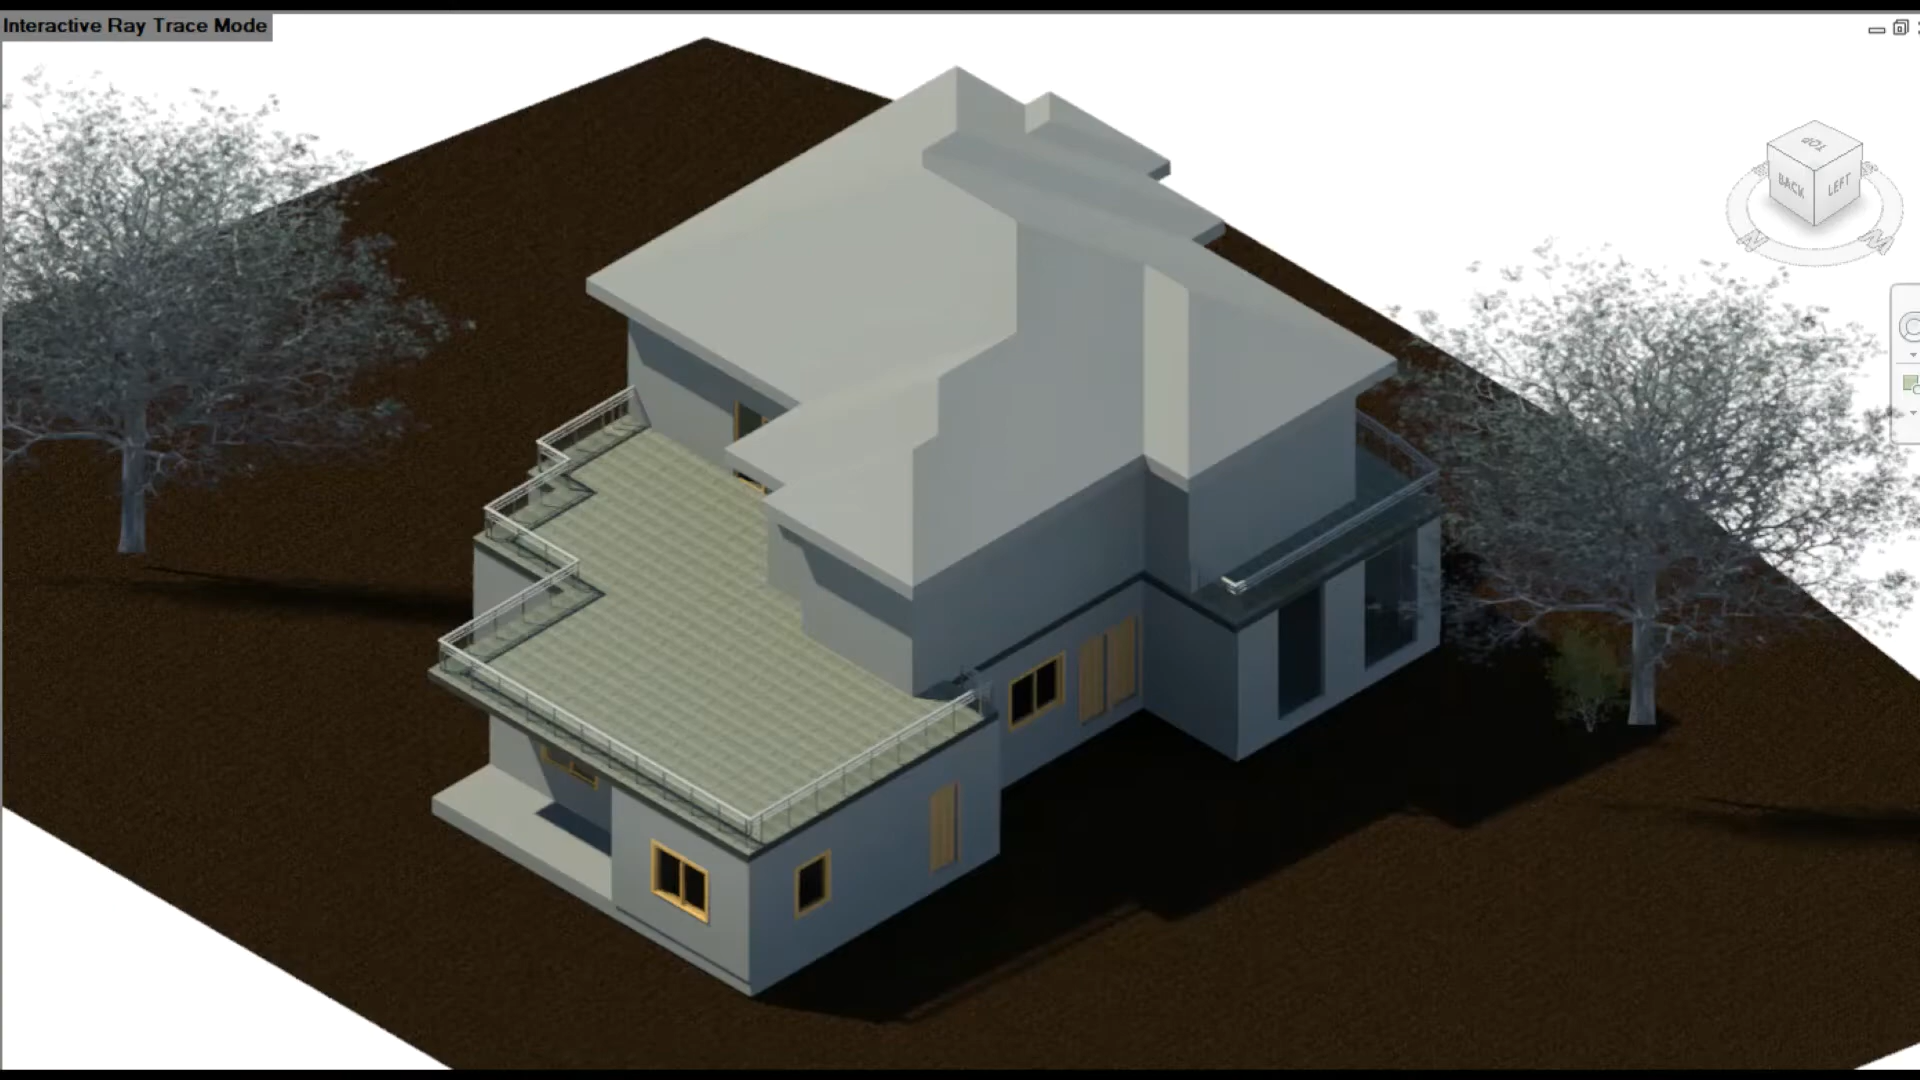 Interactive Ray Trace Mode
TOP
BACK
LEFT
N
W